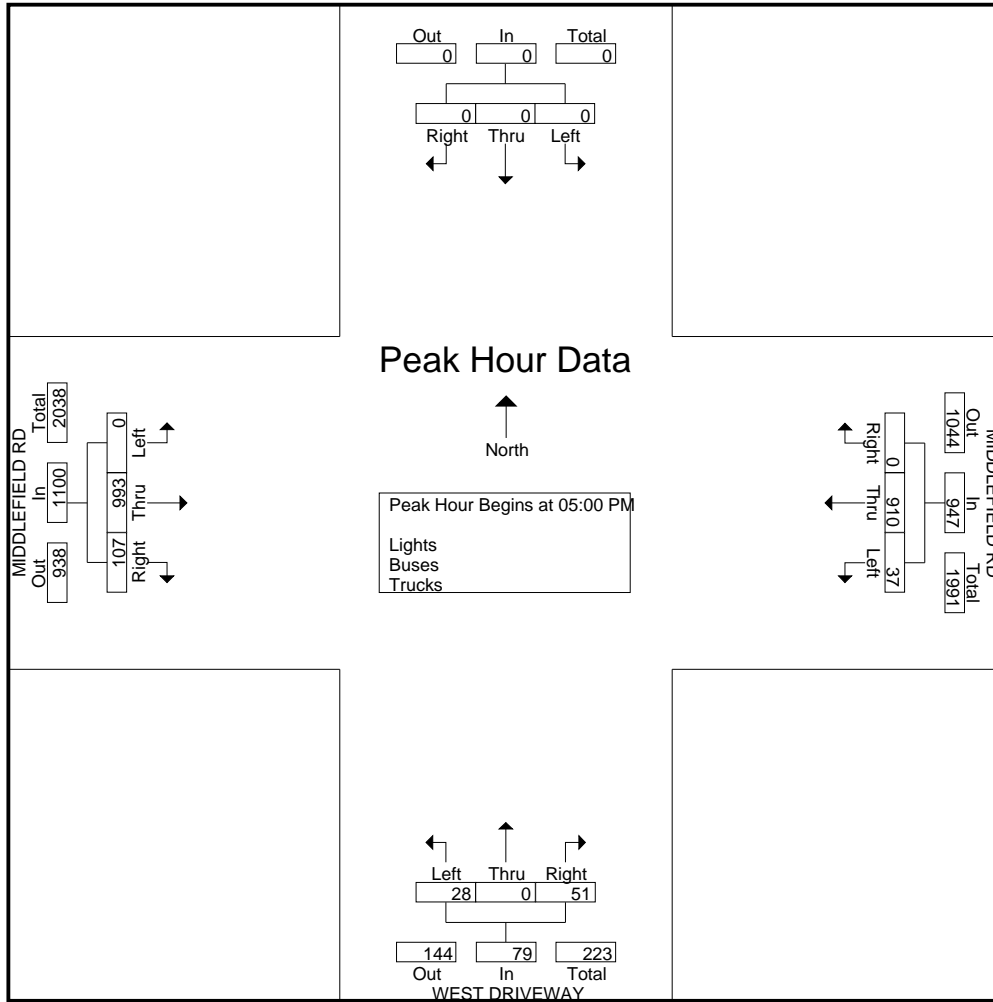 Out In Total
0 0 0
0 0 0
Right Thru Left
Peak Hour Data
North
Peak Hour Begins at 05:00 PM
Lights
Buses
Trucks
MIDDLEFIELD RD
Out In Total
938 1100 2038
0 993 107
Left Thru Right
Right Thru Left
0 910 37
1044 947 1991
Out In Total
MIDDLEFIELD RD
Left Thru Right
28 0 51
144 79 223
Out In Total
WEST DRIVEWAY